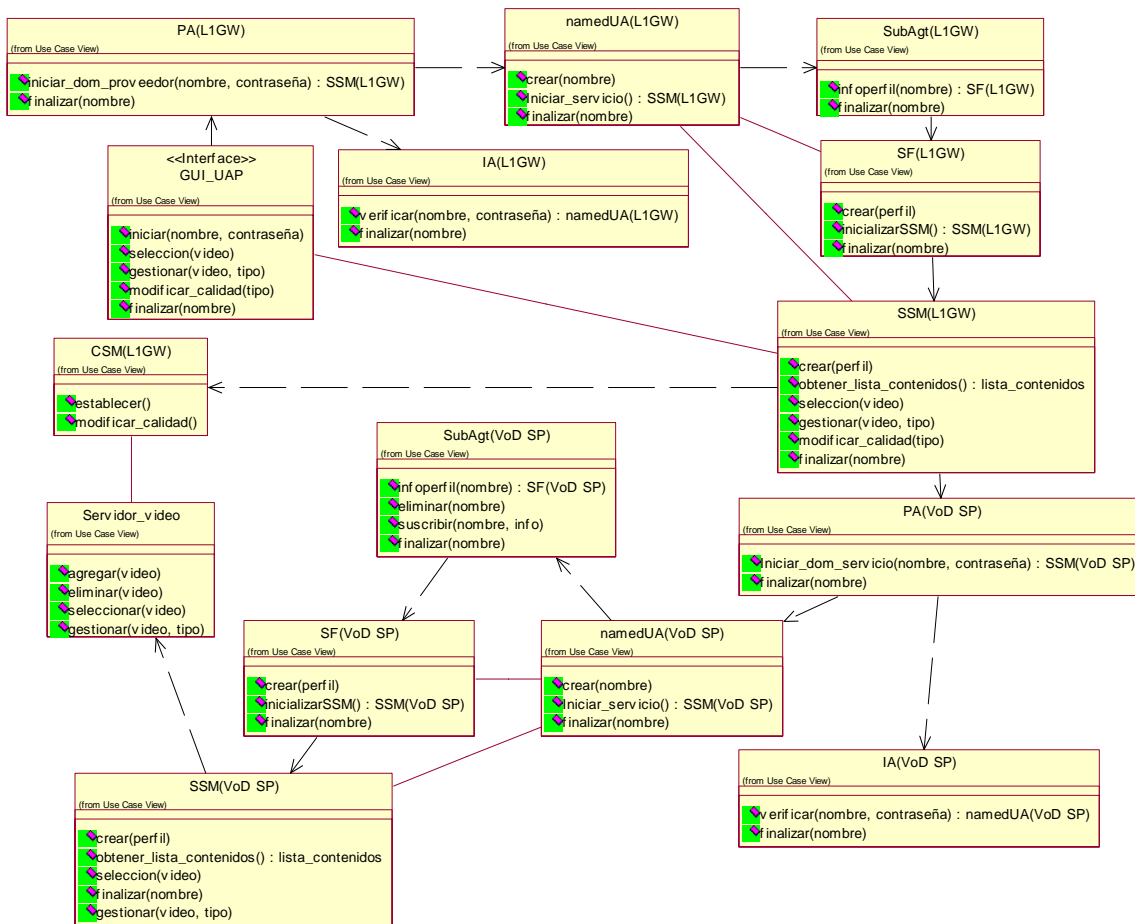 PA(L1GW)
(from Use Case View)
iniciar_dom_proveedor(nombre, contraseña) : SSM(L1GW)
finalizar(nombre)
namedUA(L1GW)
(from Use Case View)
crear(nombre)
Iniciar_servicio() : SSM(L1GW)
finalizar(nombre)
SubAgt(L1GW)
(from Use Case View)
infoperfil(nombre) : SF(L1GW)
finalizar(nombre)
<<Interface>>
GUI_UAP
(from Use Case View)
iniciar(nombre, contraseña)
seleccion(video)
gestionar(video, tipo)
modificar_calidad(tipo)
finalizar(nombre)
IA(L1GW)
(from Use Case View)
verificar(nombre, contraseña) : namedUA(L1GW)
finalizar(nombre)
SF(L1GW)
(from Use Case View)
crear(perfil)
inicializarSSM() : SSM(L1GW)
finalizar(nombre)
SSM(L1GW)
(from Use Case View)
crear(perfil)
obtener_lista_contenidos() : lista_contenidos
seleccion(video)
gestionar(video, tipo)
modificar_calidad(tipo)
finalizar(nombre)
CSM(L1GW)
(from Use Case View)
establecer()
modificar_calidad()
SubAgt(VoD SP)
(from Use Case View)
infoperfil(nombre) : SF(VoD SP)
eliminar(nombre)
suscribir(nombre, info)
finalizar(nombre)
Servidor_video
(from Use Case View)
agregar(video)
eliminar(video)
seleccionar(video)
gestionar(video, tipo)
PA(VoD SP)
(from Use Case View)
Iniciar_dom_servicio(nombre, contraseña) : SSM(VoD SP)
finalizar(nombre)
SF(VoD SP)
(from Use Case View)
crear(perfil)
inicializarSSM() : SSM(VoD SP)
finalizar(nombre)
namedUA(VoD SP)
(from Use Case View)
crear(nombre)
Iniciar_servicio() : SSM(VoD SP)
finalizar(nombre)
SSM(VoD SP)
(from Use Case View)
crear(perfil)
obtener_lista_contenidos() : lista_contenidos
seleccion(video)
finalizar(nombre)
gestionar(video, tipo)
IA(VoD SP)
(from Use Case View)
verificar(nombre, contraseña) : namedUA(VoD SP)
finalizar(nombre)